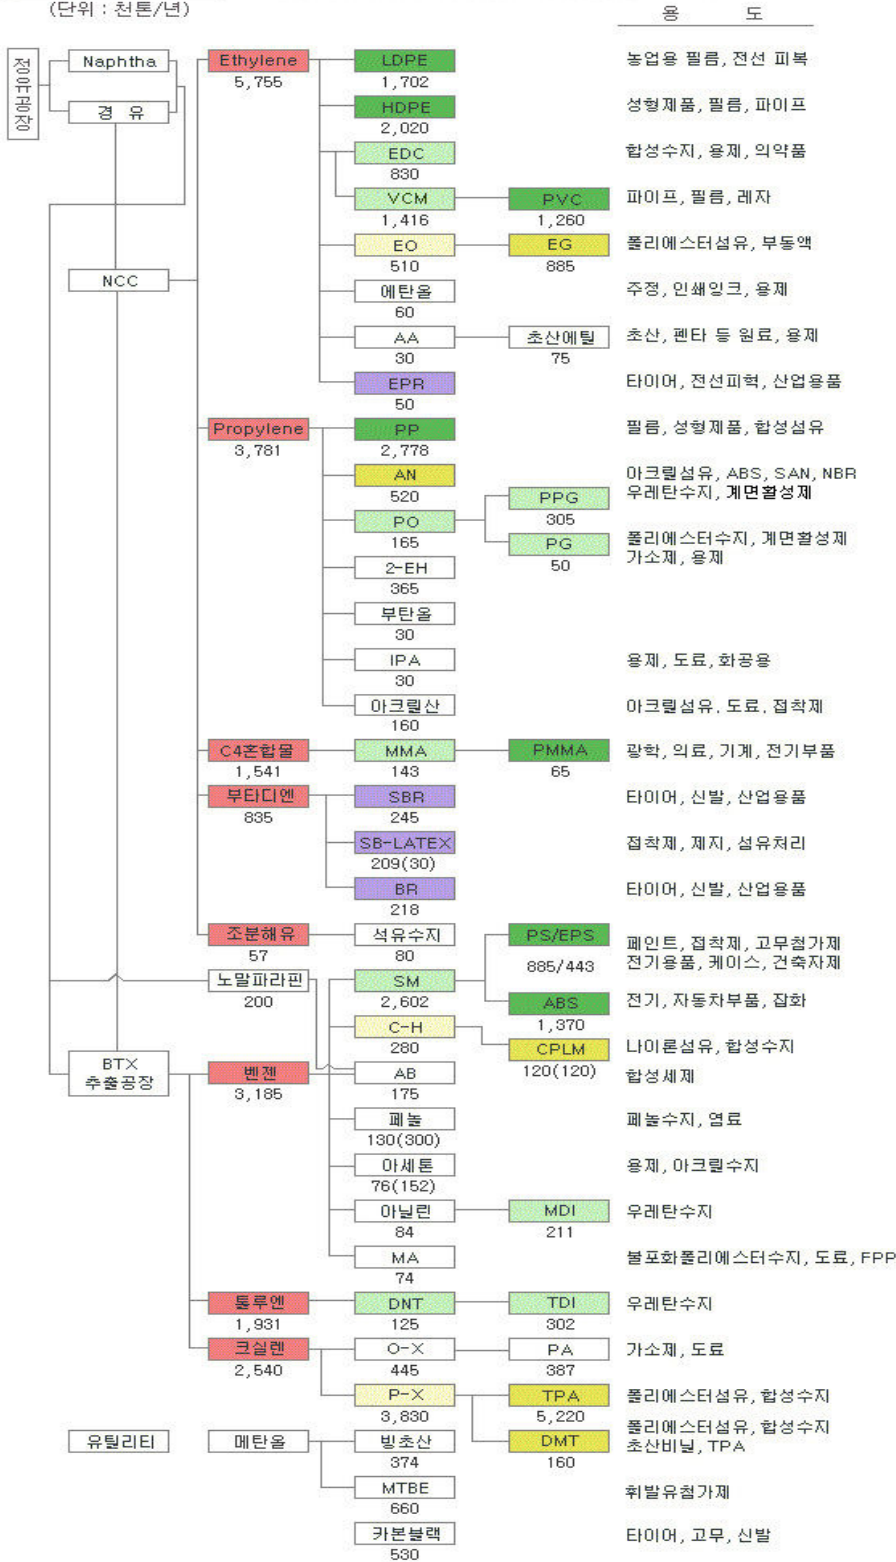 (단위 : 천톤/년)
용 도
정유공장
Naphtha
경 유
NCC
Ethylene
5,755
LDPE
1,702
농업용 필름, 전선 피복
HDPE
2,020
성형제품, 필름, 파이프
EDC
830
합성수지, 용제, 의약품
VCM
1,416
PVC
1,260
파이프, 필름, 레자
EO
510
EG
885
폴리에스터섬유, 부동액
에탄올
60
주정, 인쇄잉크, 용제
AA
30
초산에틸
75
초산, 펜타 등 원료, 용제
EPR
50
타이어, 전선피혁, 산업용품
Propylene
3,781
PP
2,778
필름, 성형제품, 합성섬유
AN
520
아크릴섬유, ABS, SAN, NBR
PO
165
PPG
305
우레탄수지, 계면활성제
PG
50
폴리에스터수지, 계면활성제
가소제, 용제
2-EH
365
부탄올
30
IPA
30
용제, 도료, 화공용
아크릴산
160
아크릴섬유. 도료. 접착제
C4혼합물
1,541
MMA
143
PMMA
65
광학, 의료, 기계, 전기부품
부타디엔
835
SBR
245
타이어, 신발, 산업용품
SB-LATEX
209(30)
접착제, 제지, 섬유처리
BR
218
타이어, 신발, 산업용품
조분해유
57
석유수지
80
PS/EPS
885/443
페인트, 접착제, 고무첨가제
전기용품, 케이스, 건축자재
노말파라핀
200
SM
2,602
ABS
1,370
전기, 자동차부품, 잡화
C-H
280
CPLM
120(120)
나이론섬유, 합성수지
BTX
추출공장
벤젠
3,185
AB
175
합성세제
페놀
130(300)
페놀수지, 염료
아세톤
76(152)
용제, 아크릴수지
아닐린
84
MDI
211
우레탄수지
MA
74
불포화폴리에스터수지, 도료, FPP
톨루엔
1,931
DNT
125
TDI
302
우레탄수지
크실렌
2,540
O-X
445
PA
387
가소제, 도료
P-X
3,830
TPA
5,220
폴리에스터섬유, 합성수지
DMT
160
폴리에스터섬유, 합성수지
초산비닐, TPA
유틸리티
메탄올
빙초산
374
MTBE
660
휘발유첨가제
카본블랙
530
타이어, 고무, 신발